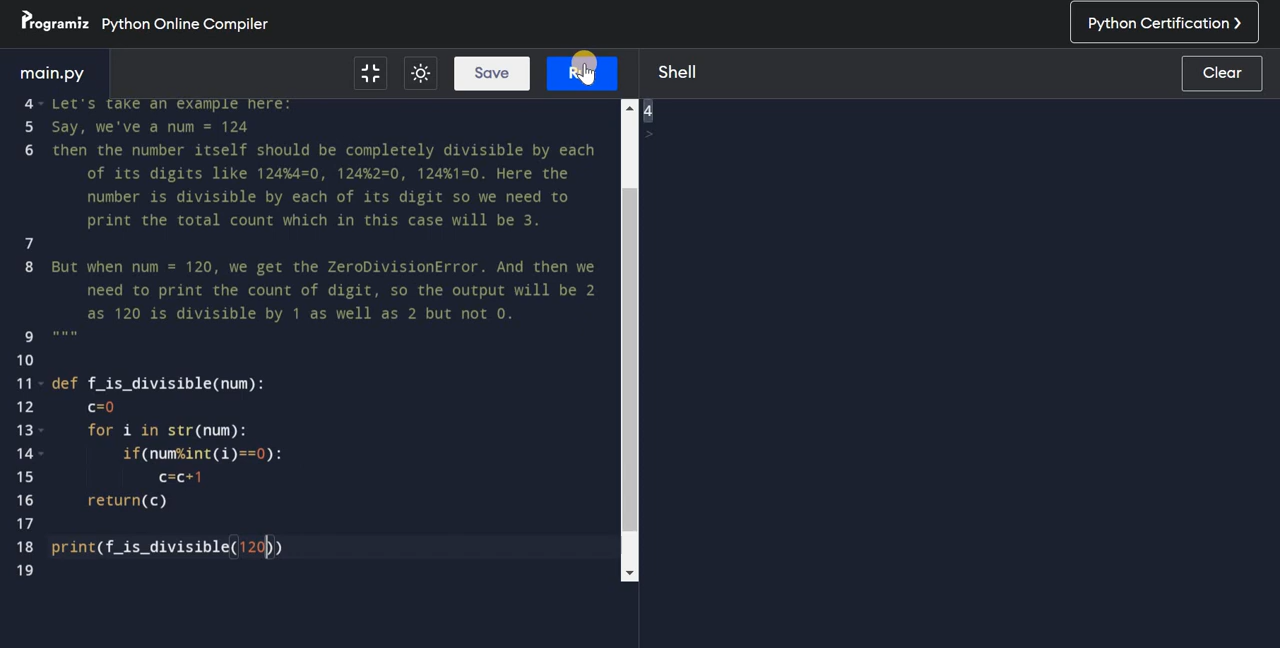 Programiz Python Online Compiler
Python Certification ❯
main.py
Save
Shell
Clear
4 Let's take an example here:
5 Say, we've a num = 124
6 then the number itself should be completely divisible by each
of its digits like 124%4=0, 124%2=0, 124%1=0. Here the
number is divisible by each of its digit so we need to
print the total count which in this case will be 3.
7
8 But when num = 120, we get the ZeroDivisionError. And then we
need to print the count of digit, so the output will be 2
as 120 is divisible by 1 as well as 2 but not 0.
9 """
10
11 def f_is_divisible(num):
12 c=0
13 for i in str(num):
14 if(num%int(i)==0):
15 c=c+1
16 return(c)
17
18 print(f_is_divisible(120))
19
4
>